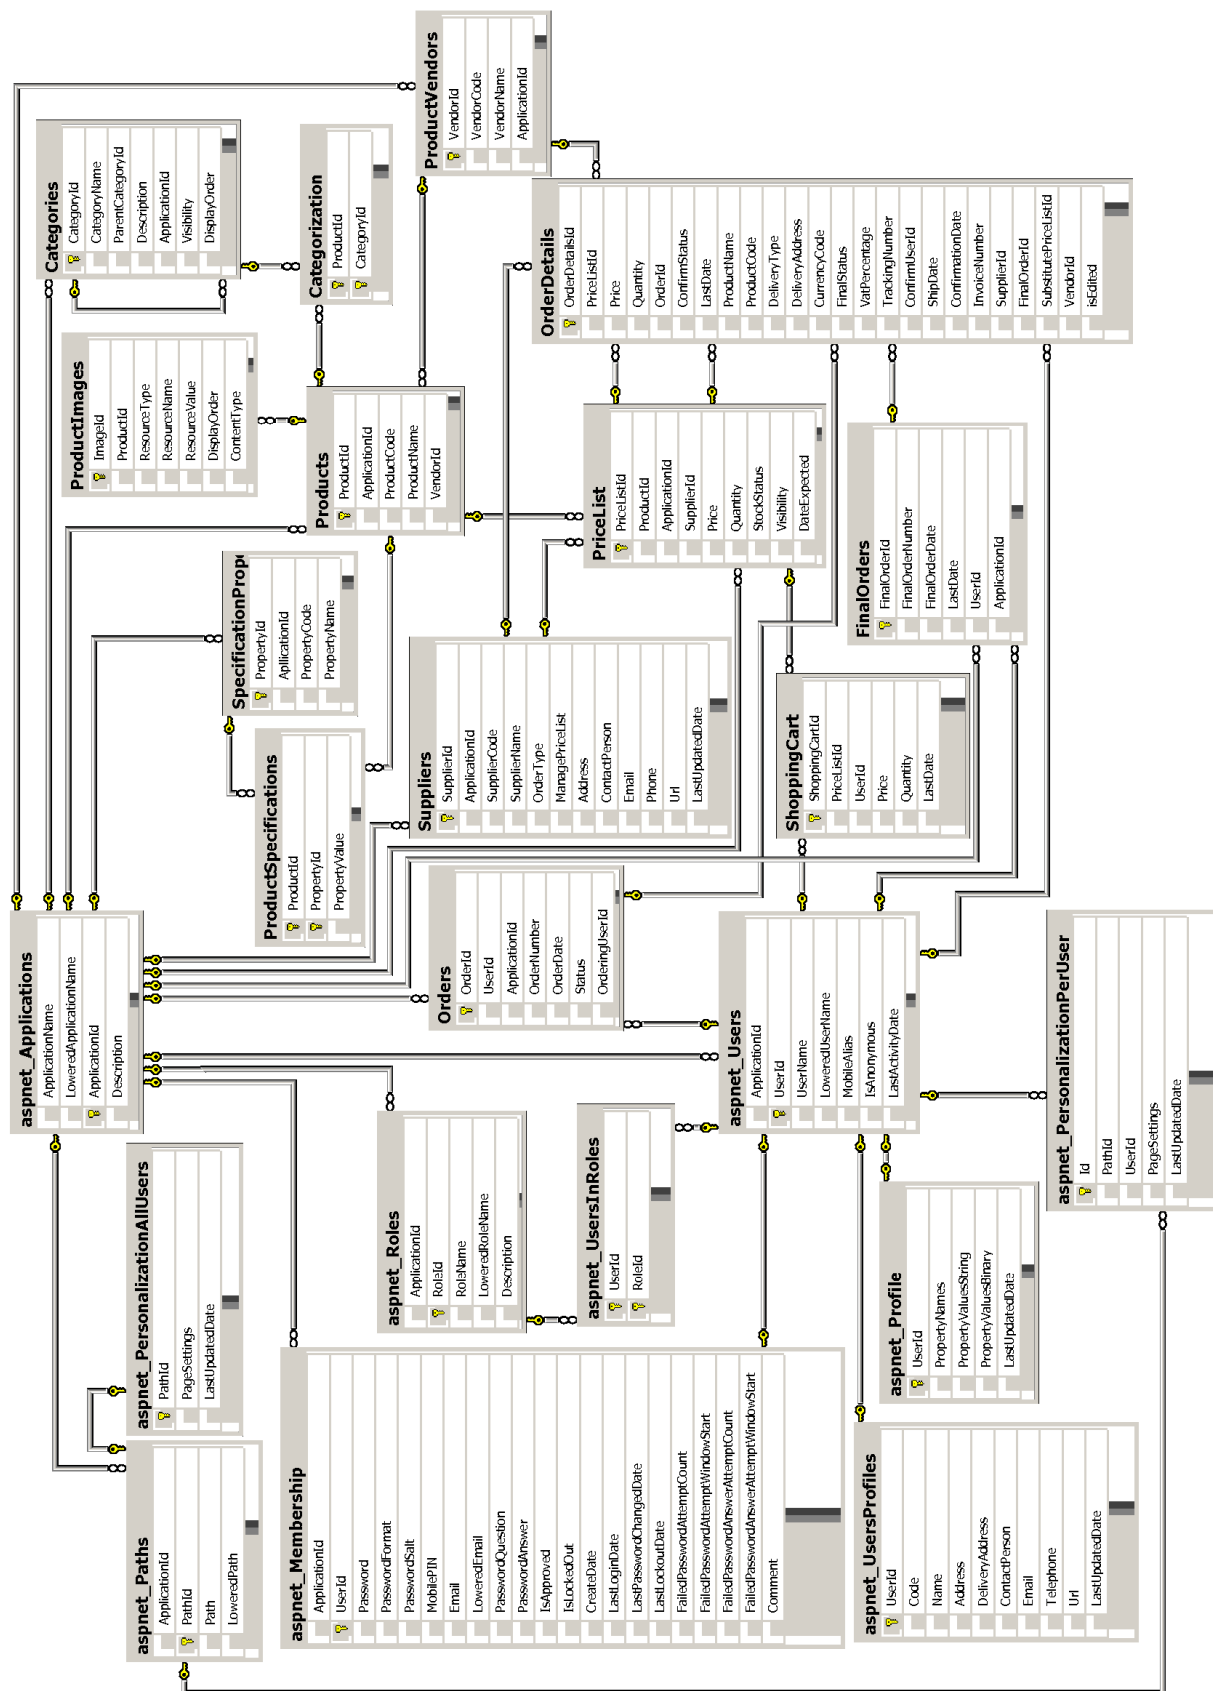 aspnet_Paths
ApplicationId
PathId
Path
LoweredPath
aspnet_PersonalizationAllUsers
PathId
PageSettings
LastUpdatedDate
aspnet_Applications
ApplicationName
LoweredApplicationName
ApplicationId
Description
Categories
CategoryId
CategoryName
ParentCategoryId
Description
ApplicationId
Visibility
DisplayOrder
ProductImages
ImageId
ProductId
ResourceType
ResourceName
ResourceValue
DisplayOrder
ContentType
SpecificationPrope
PropertyId
ApllicationId
PropertyCode
PropertyName
ProductSpecifications
ProductId
PropertyId
PropertyValue
Products
ProductId
ApplicationId
ProductCode
ProductName
VendorId
Categorization
ProductId
CategoryId
ProductVendors
VendorId
VendorCode
VendorName
ApplicationId
aspnet_Membership
ApplicationId
UserId
Password
PasswordFormat
PasswordSalt
MobilePIN
Email
LoweredEmail
PasswordQuestion
PasswordAnswer
IsApproved
IsLockedOut
CreateDate
LastLoginDate
LastPasswordChangedDate
LastLockoutDate
FailedPasswordAttemptCount
FailedPasswordAttemptWindowStart
FailedPasswordAnswerAttemptCount
FailedPasswordAnswerAttemptWindowStart
Comment
aspnet_Roles
ApplicationId
RoleId
RoleName
LoweredRoleName
Description
aspnet_UsersInRoles
UserId
RoleId
Orders
OrderId
UserId
ApplicationId
OrderNumber
OrderDate
Status
OrderingUserId
Suppliers
SupplierId
ApplicationId
SupplierCode
SupplierName
OrderType
ManagePriceList
Address
ContactPerson
Email
Phone
Url
LastUpdatedDate
PriceList
PriceListId
ProductId
ApplicationId
SupplierId
Price
Quantity
StockStatus
Visibility
DateExpected
OrderDetails
OrderDetailsId
PriceListId
Price
Quantity
OrderId
ConfirmStatus
LastDate
ProductName
ProductCode
DeliveryType
DeliveryAddress
CurrencyCode
FinalStatus
VatPercentage
TrackingNumber
ConfirmUserId
ShipDate
ConfirmationDate
InvoiceNumber
SupplierId
FinalOrderId
SubstitutePriceListId
VendorId
isEdited
aspnet_Users
ApplicationId
UserId
UserName
LoweredUserName
MobileAlias
IsAnonymous
LastActivityDate
ShoppingCart
ShoppingCartId
PriceListId
UserId
Price
Quantity
LastDate
FinalOrders
FinalOrderId
FinalOrderNumber
FinalOrderDate
LastDate
UserId
ApplicationId
aspnet_UsersProfiles
UserId
Code
Name
Address
DeliveryAddress
ContactPerson
Email
Telephone
Url
LastUpdatedDate
aspnet_Profile
UserId
PropertyNames
PropertyValuesString
PropertyValuesBinary
LastUpdatedDate
aspnet_PersonalizationPerUser
Id
PathId
UserId
PageSettings
LastUpdatedDate